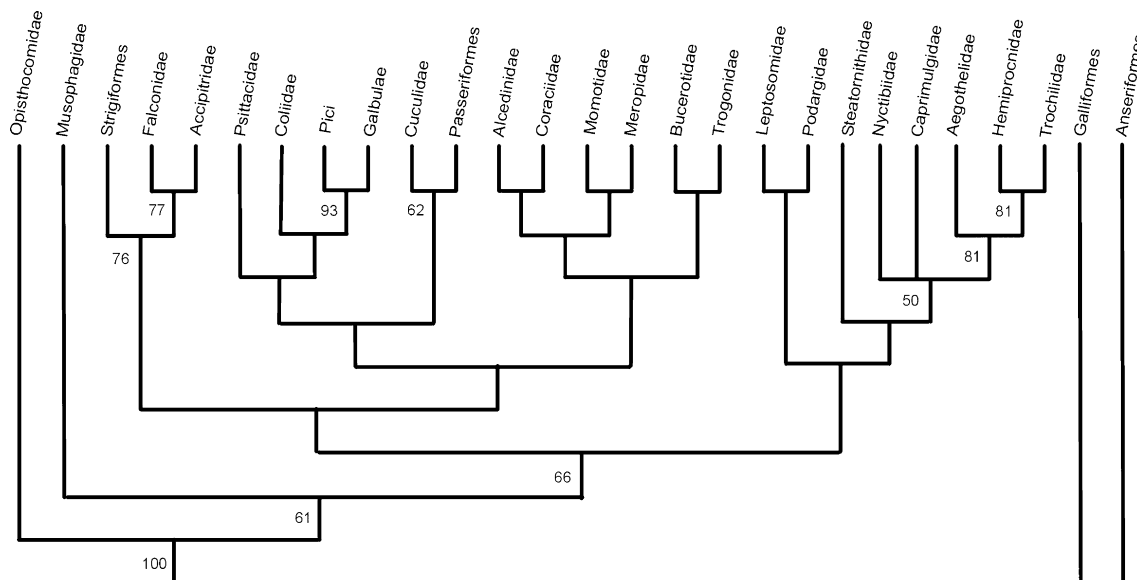 Opisthocomidae
Musophagidae
Strigiformes
Falconidae
Accipitridae
Psittacidae
Coliidae
Pici
Galbulae
Cuculidae
Passeriformes
Alcedinidae
Coraciidae
Momotidae
Meropidae
Bucerotidae
Trogonidae
Leptosomidae
Podargidae
Steatornithidae
Nyctibiidae
Caprimulgidae
Aegothelidae
Hemiprocnidae
Trochilidae
Galliformes
Anseriformes
77
93
62
81
76
81
50
66
61
100